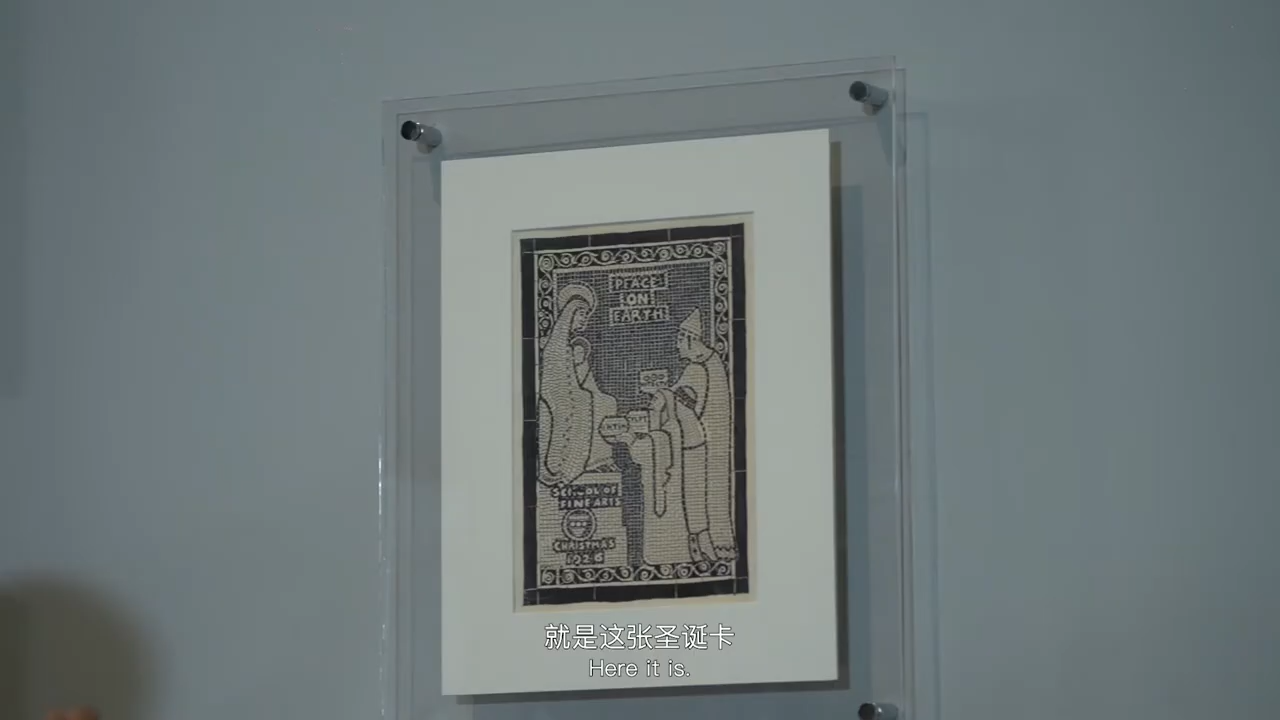 PEACE
ON
EARTH
SCHOOL OF
FINE ARTS
CHRISTMAS
1926
就是这张圣诞卡
Here it is.